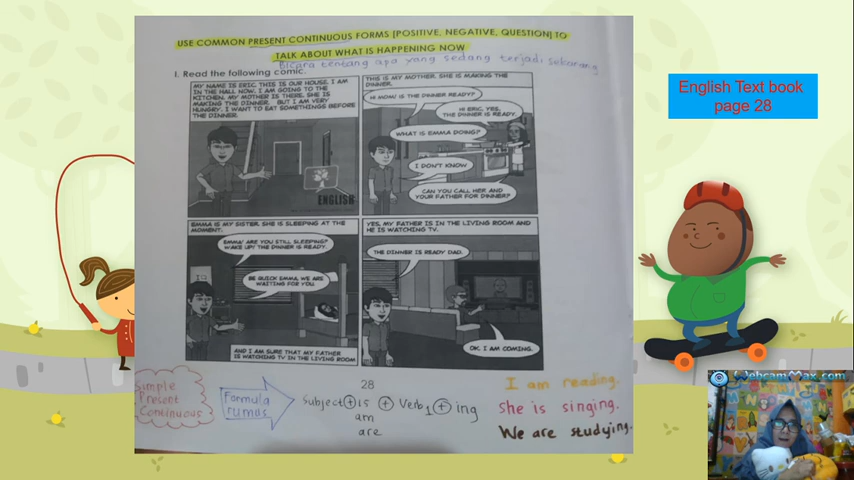 USE COMMON PRESENT CONTINUOUS FORMS [POSITIVE, NEGATIVE, QUESTION] TO
TALK ABOUT WHAT IS HAPPENING NOW
Bicara tentang apa yang sedang terjadi sekarang
I. Read the following comic.
MY NAME IS ERIC. THIS IS OUR HOUSE. I AM
IN THE HALL NOW. I AM GOING TO THE
KITCHEN. MY MOTHER IS THERE. SHE IS
MAKING THE DINNER. BUT I AM VERY
HUNGRY. I WANT TO EAT SOMETHINGS BEFORE
THE DINNER.
ENGLISH
THIS IS MY MOTHER. SHE IS MAKING THE
DINNER.
HI MOM! IS THE DINNER READY?
HI ERIC, YES,
THE DINNER IS READY.
WHAT IS EMMA DOING?
I DON'T KNOW
CAN YOU CALL HER AND
YOUR FATHER FOR DINNER?
EMMA IS MY SISTER. SHE IS SLEEPING AT THE
MOMENT.
EMMA! ARE YOU STILL SLEEPING?
WAKE UP! THE DINNER IS READY.
BE QUICK EMMA, WE ARE
WAITING FOR YOU.
AND I AM SURE THAT MY FATHER
IS WATCHING TV IN THE LIVING ROOM
YES, MY FATHER IS IN THE LIVING ROOM AND
HE IS WATCHING TV.
THE DINNER IS READY DAD.
OK. I AM COMING.
28
Simple
Present
Continuous
Formula
rumus
Subject + is + Verb1 + ing
am
are
I am reading.
She is singing.
We are studying.
English Text book
page 28
WebcamMax.com